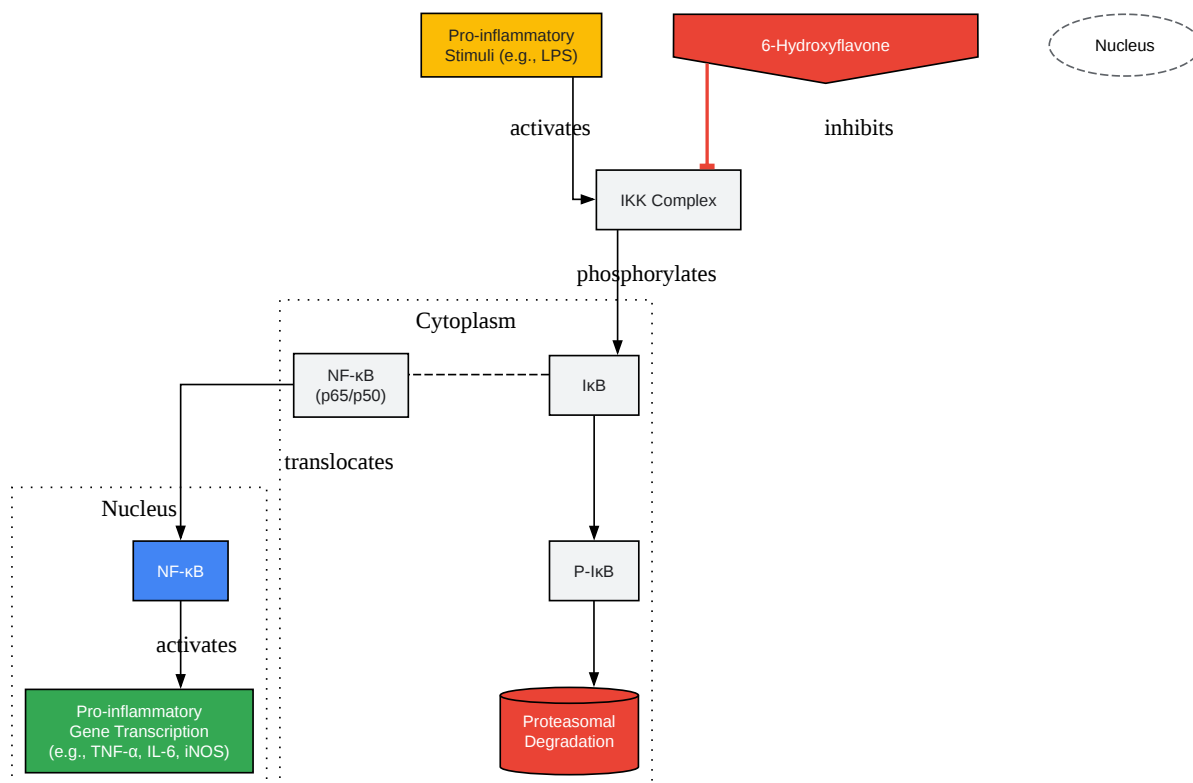 Pro-inflammatory
Stimuli (e.g., LPS)
6-Hydroxyflavone
Nucleus
activates
inhibits
IKK Complex
phosphorylates
Cytoplasm
NF-κB
(p65/p50)
IκB
translocates
Nucleus
NF-κB
P-IκB
activates
Pro-inflammatory
Gene Transcription
(e.g., TNF-α, IL-6, iNOS)
Proteasomal
Degradation